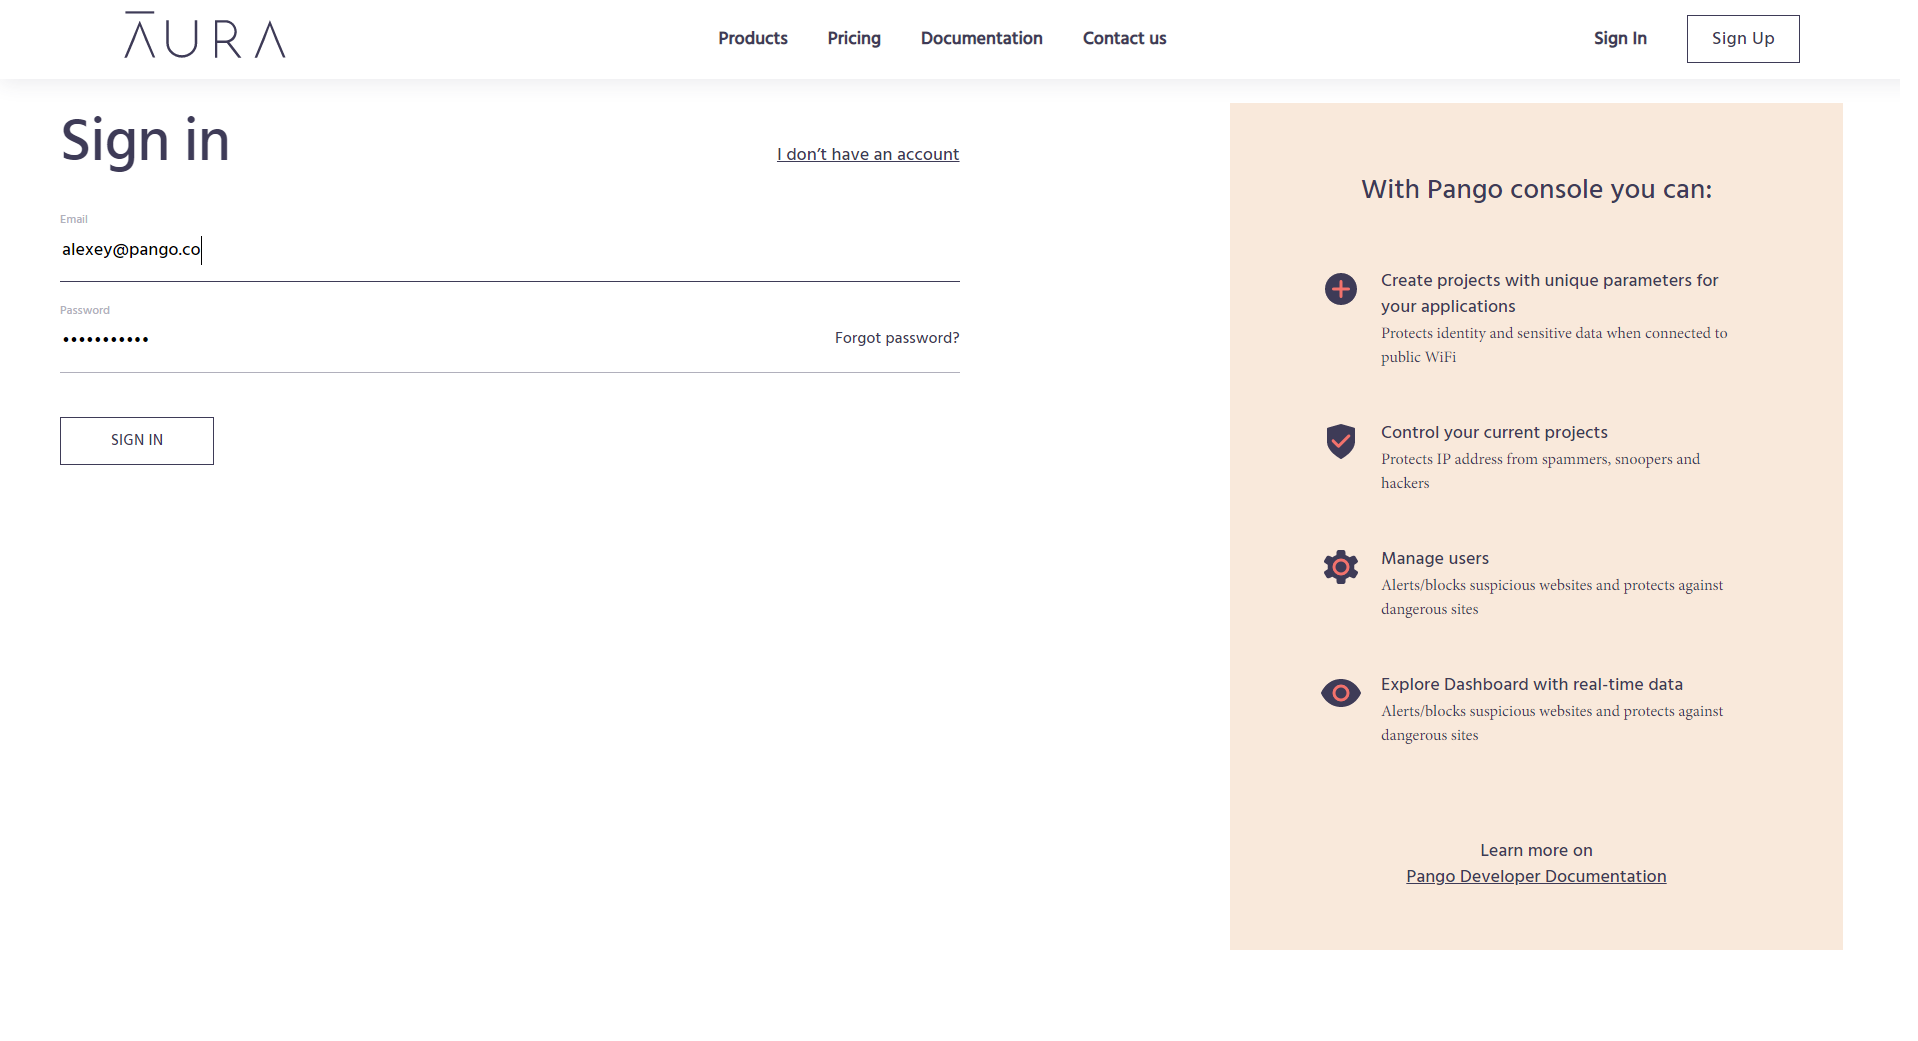 ĀURA
Products
Pricing
Documentation
Contact us
Sign In
Sign Up
Sign in
I don’t have an account
Email
alexey@pango.co
Password
•••••••••••
Forgot password?
SIGN IN
With Pango console you can:
Create projects with unique parameters for
your applications
Protects identity and sensitive data when connected to
public WiFi
Control your current projects
Protects IP address from spammers, snoopers and
hackers
Manage users
Alerts/blocks suspicious websites and protects against
dangerous sites
Explore Dashboard with real-time data
Alerts/blocks suspicious websites and protects against
dangerous sites
Learn more on
Pango Developer Documentation